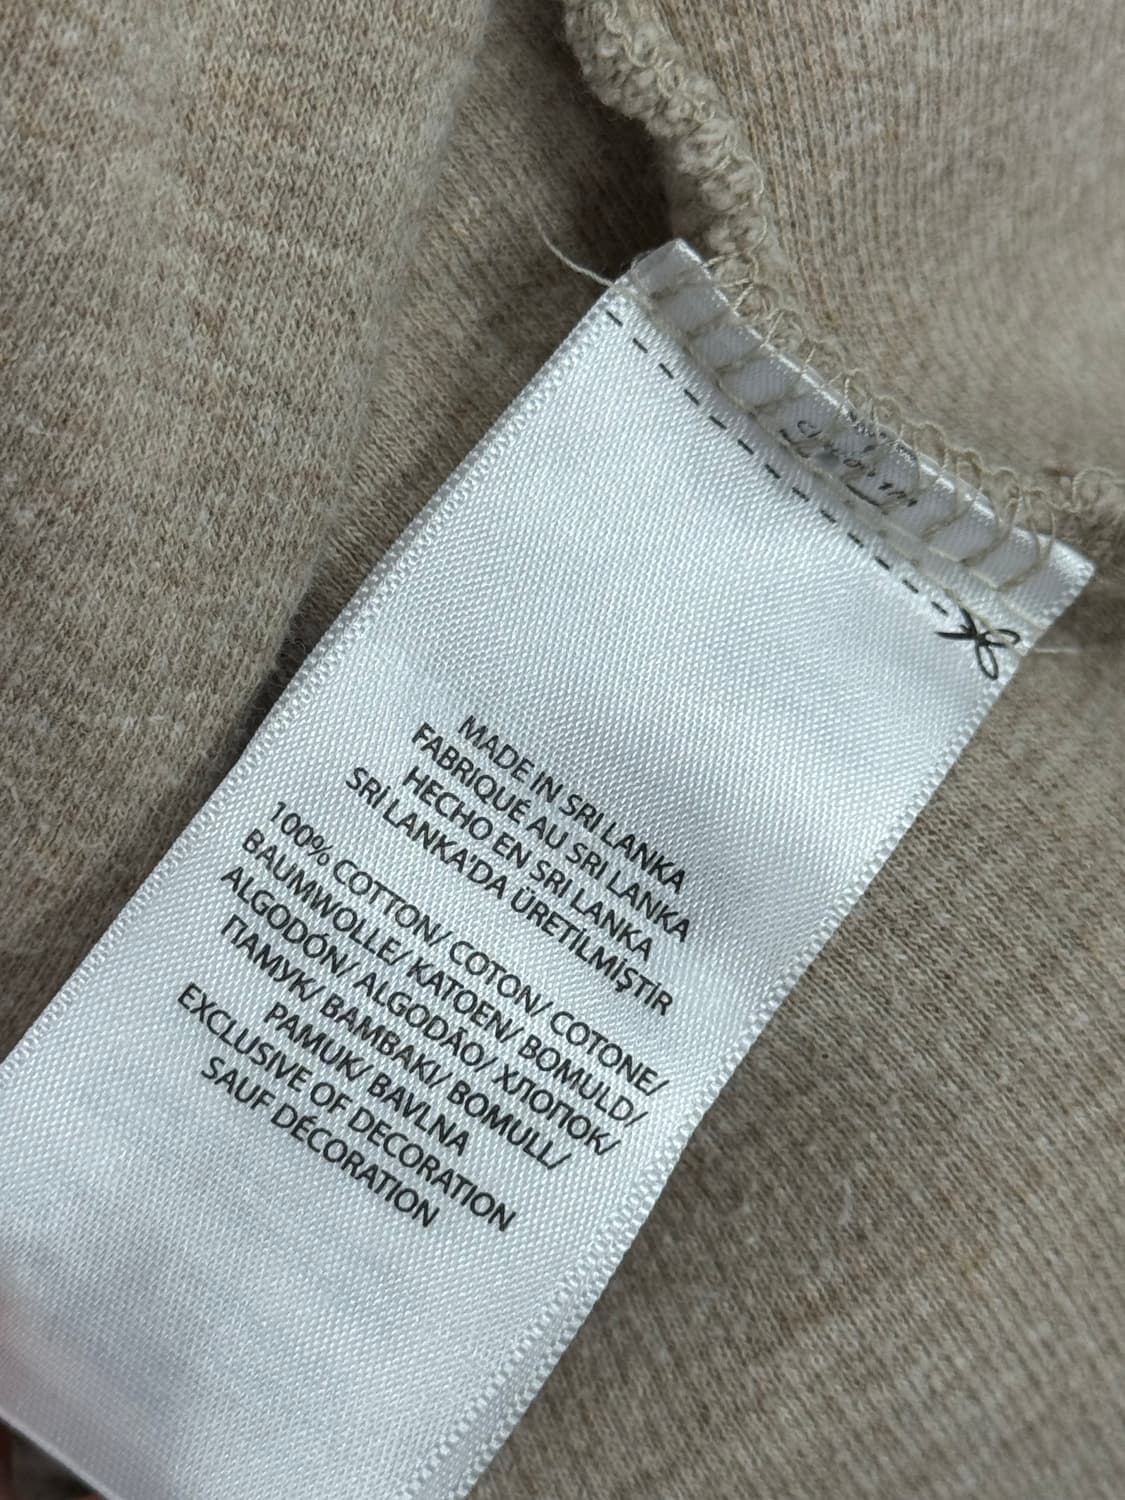 MADE IN SRI LANKA
FABRIQUÉ AU SRI LANKA
HECHO EN SRI LANKA
SRI LANKA'DA ÜRETİLMİŞTİR
100% COTTON/ COTON/ COTONE/
BAUMWOLLE/ KATOEN/ BOMULD/
ALGODÓN/ ALGODÃO/ ХЛОПОК/
ПАМУК/ BAMBAKI/ BOMULL/
PAMUK/ BAVLNA
EXCLUSIVE OF DECORATION
SAUF DÉCORATION